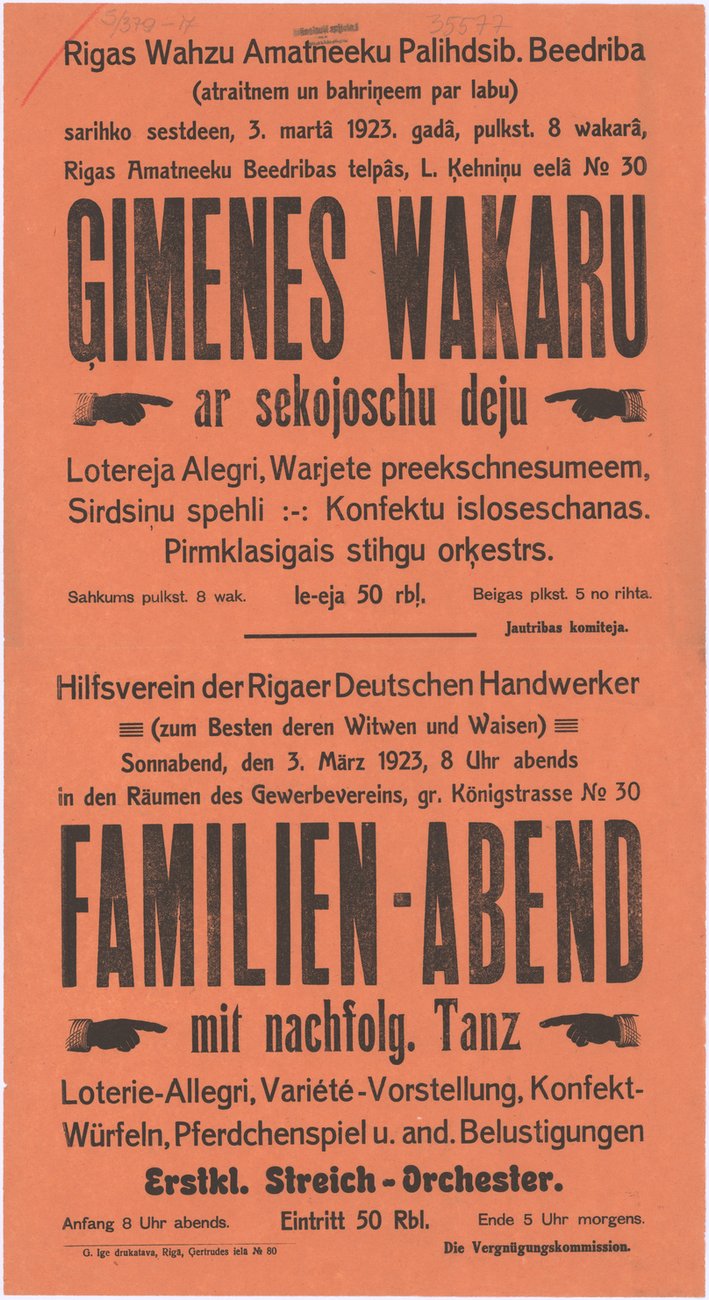 S/379-17
35577
Rigas Wahzu Amatneeku Palihdsib. Beedriba
(atraitnem un bahriņeem par labu)
sarihko sestdeen, 3. martâ 1923. gadâ, pulkst. 8 wakarâ,
Rigas Amatneeku Beedribas telpâs, L. Ķehniņu eelâ № 30
ĢIMENES WAKARU
ar sekojoschu deju
Lotereja Alegri, Warjete preekschnesumeem,
Sirdsiņu spehli :-: Konfektu isloseschanas.
Pirmklasigais stihgu orķestrs.
Sahkums pulkst. 8 wak. Ie-eja 50 rbļ. Beigas plkst. 5 no rihta.
Jautribas komiteja.
Hilfsverein der Rigaer Deutschen Handwerker
(zum Besten deren Witwen und Waisen)
Sonnabend, den 3. März 1923, 8 Uhr abends
in den Räumen des Gewerbevereins, gr. Königstrasse № 30
FAMILIEN-ABEND
mit nachfolg. Tanz
Loterie-Allegri, Variété-Vorstellung, Konfekt-
Würfeln, Pferdchenspiel u. and. Belustigungen
Erstkl. Streich-Orchester.
Anfang 8 Uhr abends. Eintritt 50 Rbl. Ende 5 Uhr morgens.
G. Ige drukatava, Rīgā, Ģertrudes ielā № 80 Die Vergnügungskommission.